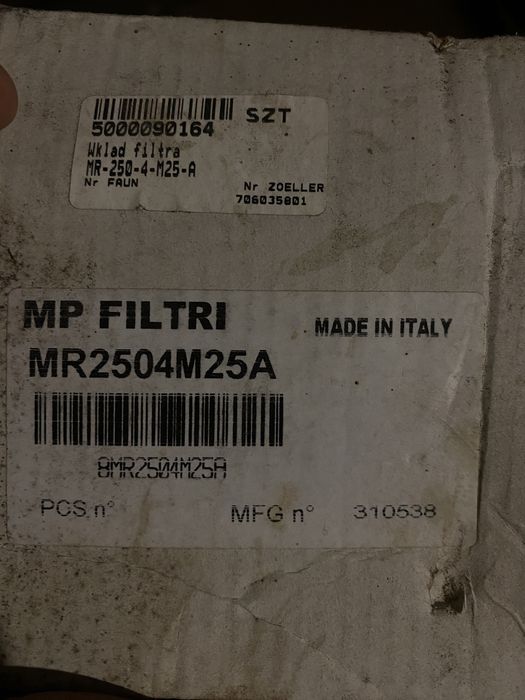 5000090164 SZT
Wklad filtra
MR-250-4-M25-A
Nr FAUN Nr ZOELLER
706035801
MP FILTRI MADE IN ITALY
MR2504M25A
8MR2504M25A
PCS n° MFG n° 310538